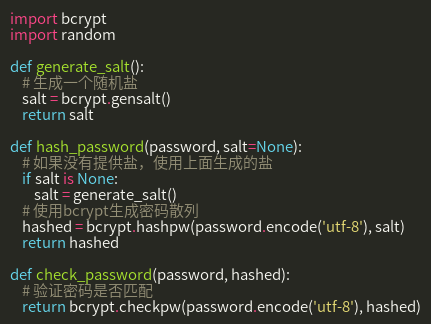 import bcrypt
import random

def generate_salt():
    # 生成一个随机盐
    salt = bcrypt.gensalt()
    return salt

def hash_password(password, salt=None):
    # 如果没有提供盐，使用上面生成的盐
    if salt is None:
        salt = generate_salt()
    # 使用bcrypt生成密码散列
    hashed = bcrypt.hashpw(password.encode('utf-8'), salt)
    return hashed

def check_password(password, hashed):
    # 验证密码是否匹配
    return bcrypt.checkpw(password.encode('utf-8'), hashed)